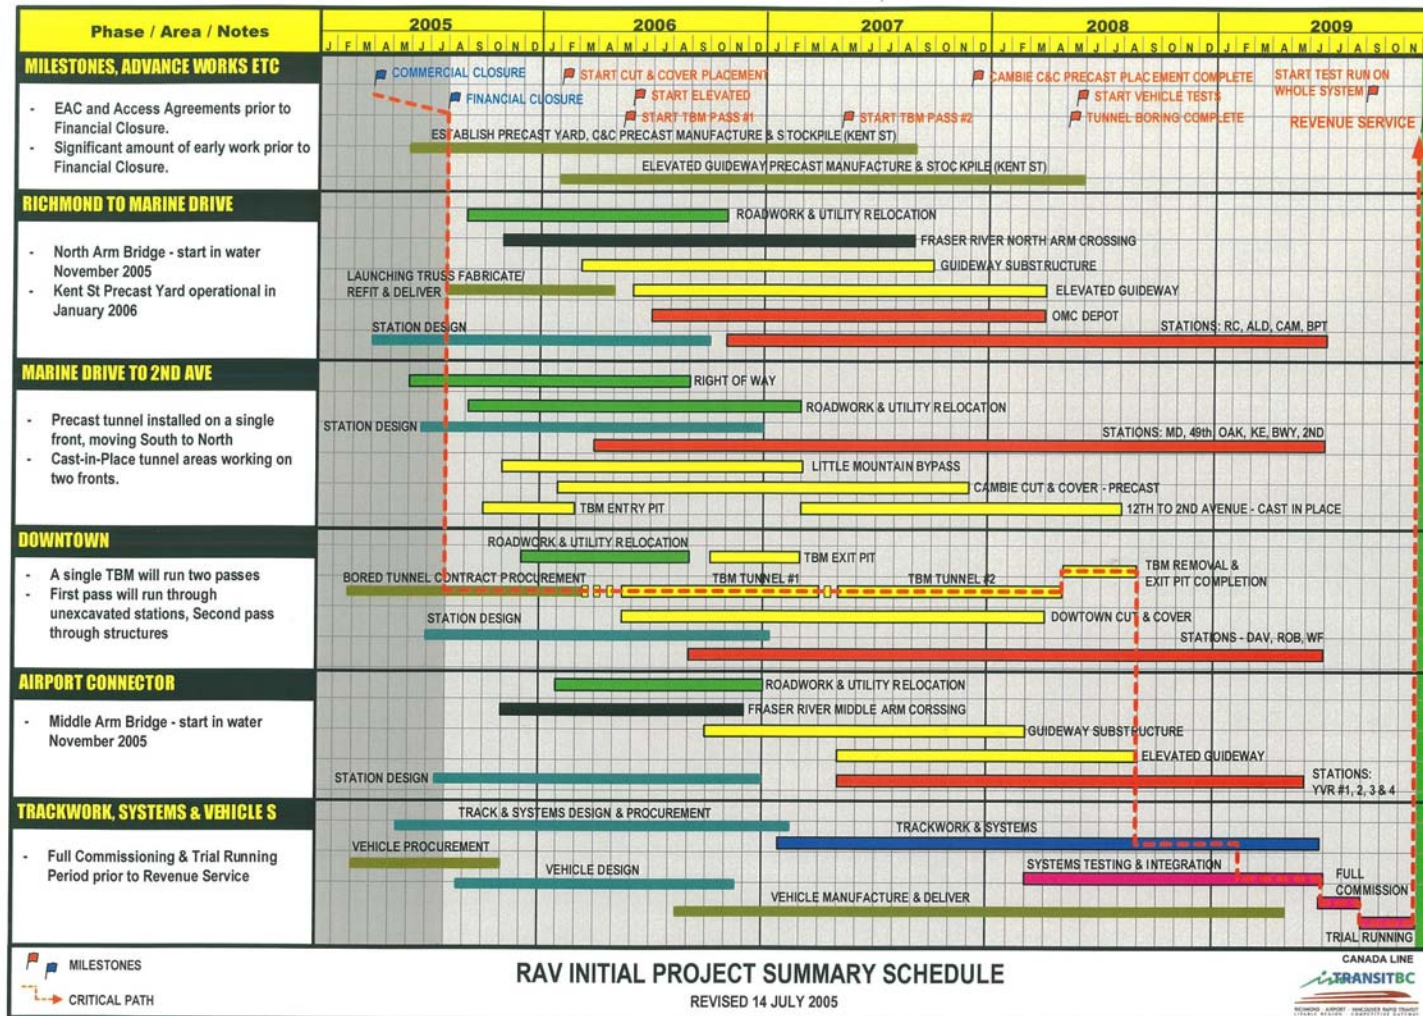 Phase / Area / Notes
2005 2006 2007 2008 2009
J F M A M J J A S O N D J F M A M J J A S O N D J F M A M J J A S O N D J F M A M J J A S O N D J F M A M J J A S O N
MILESTONES, ADVANCE WORKS ETC
- EAC and Access Agreements prior to
Financial Closure.
- Significant amount of early work prior to
Financial Closure.
COMMERCIAL CLOSURE
FINANCIAL CLOSURE
START CUT & COVER PLACEMENT
START ELEVATED
START TBM PASS #1
START TBM PASS #2
CAMBIE C&C PRECAST PLACEMENT COMPLETE
START VEHICLE TESTS
TUNNEL BORING COMPLETE
START TEST RUN ON
WHOLE SYSTEM
REVENUE SERVICE
ESTABLISH PRECAST YARD, C&C PRECAST MANUFACTURE & STOCKPILE (KENT ST)
ELEVATED GUIDEWAY PRECAST MANUFACTURE & STOCKPILE (KENT ST)
RICHMOND TO MARINE DRIVE
- North Arm Bridge - start in water
November 2005
- Kent St Precast Yard operational in
January 2006
ROADWORK & UTILITY RELOCATION
FRASER RIVER NORTH ARM CROSSING
GUIDEWAY SUBSTRUCTURE
LAUNCHING TRUSS FABRICATE/
REFIT & DELIVER
ELEVATED GUIDEWAY
OMC DEPOT
STATION DESIGN
STATIONS: RC, ALD, CAM, BPT
MARINE DRIVE TO 2ND AVE
- Precast tunnel installed on a single
front, moving South to North
- Cast-in-Place tunnel areas working on
two fronts.
RIGHT OF WAY
ROADWORK & UTILITY RELOCATION
STATION DESIGN
STATIONS: MD, 49th, OAK, KE, BWY, 2ND
LITTLE MOUNTAIN BYPASS
CAMBIE CUT & COVER - PRECAST
TBM ENTRY PIT
12TH TO 2ND AVENUE - CAST IN PLACE
DOWNTOWN
- A single TBM will run two passes
- First pass will run through
unexcavated stations, Second pass
through structures
ROADWORK & UTILITY RELOCATION
TBM EXIT PIT
TBM REMOVAL &
EXIT PIT COMPLETION
BORED TUNNEL CONTRACT PROCUREMENT
TBM TUNNEL #1
TBM TUNNEL #2
DOWTOWN CUT & COVER
STATION DESIGN
STATIONS - DAV, ROB, WF
AIRPORT CONNECTOR
- Middle Arm Bridge - start in water
November 2005
ROADWORK & UTILITY RELOCATION
FRASER RIVER MIDDLE ARM CORSSING
GUIDEWAY SUBSTRUCTURE
ELEVATED GUIDEWAY
STATION DESIGN
STATIONS:
YVR #1, 2, 3 & 4
TRACKWORK, SYSTEMS & VEHICLE S
- Full Commissioning & Trial Running
Period prior to Revenue Service
TRACK & SYSTEMS DESIGN & PROCUREMENT
TRACKWORK & SYSTEMS
VEHICLE PROCUREMENT
VEHICLE DESIGN
SYSTEMS TESTING & INTEGRATION
VEHICLE MANUFACTURE & DELIVER
FULL
COMMISSION
TRIAL RUNNING
MILESTONES
CRITICAL PATH
RAV INITIAL PROJECT SUMMARY SCHEDULE
REVISED 14 JULY 2005
CANADA LINE
inTRANSITBC
RICHMOND · AIRPORT · VANCOUVER RAPID TRANSIT